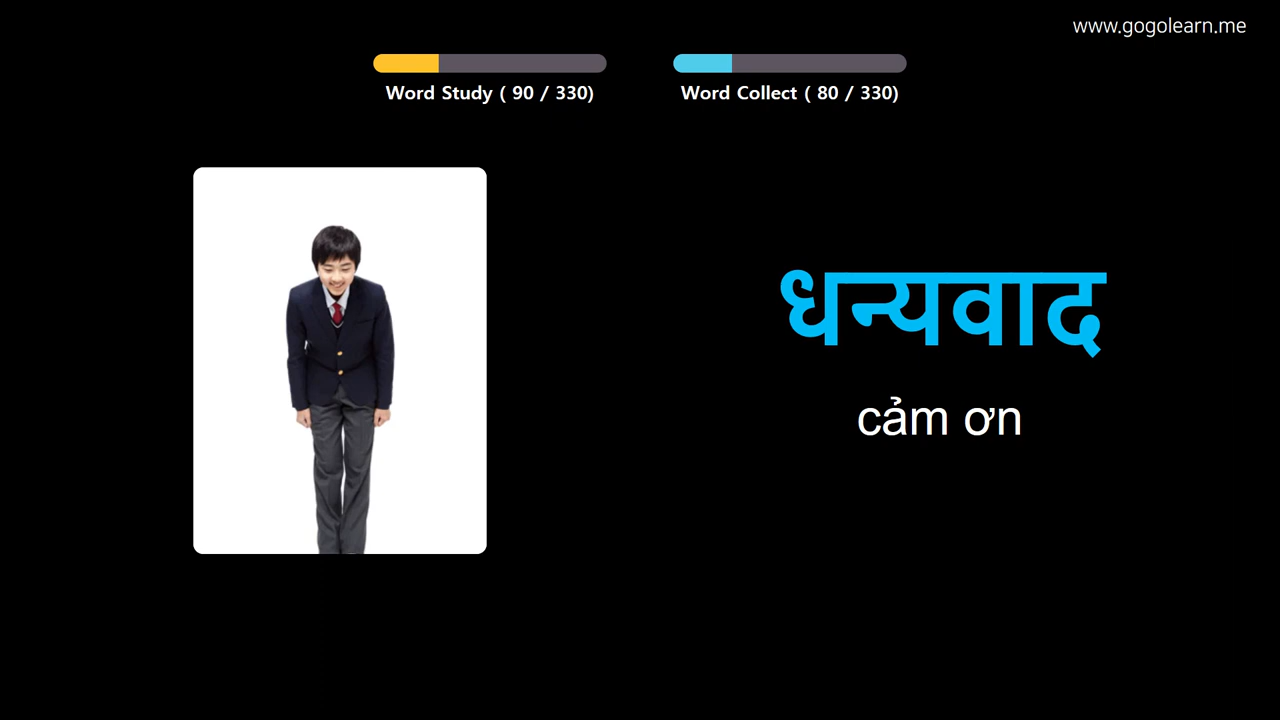 www.gogolearn.me
Word Study ( 90 / 330)
Word Collect ( 80 / 330)
धन्यवाद
cảm ơn